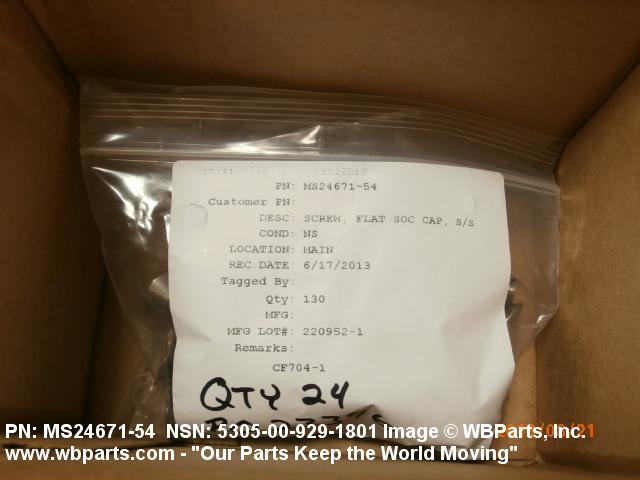 PN: MS24671-54
Customer PN:
DESC: SCREW, FLAT SOC CAP, S/S
COND: NS
LOCATION: MAIN
REC.DATE: 6/17/2013
Tagged By:
Qty: 130
MFG:
MFG LOT#: 220952-1
Remarks:
CF704-1
QTY 24
PN: MS24671-54 NSN: 5305-00-929-1801 Image © WBParts, Inc.
www.wbparts.com - "Our Parts Keep the World Moving"